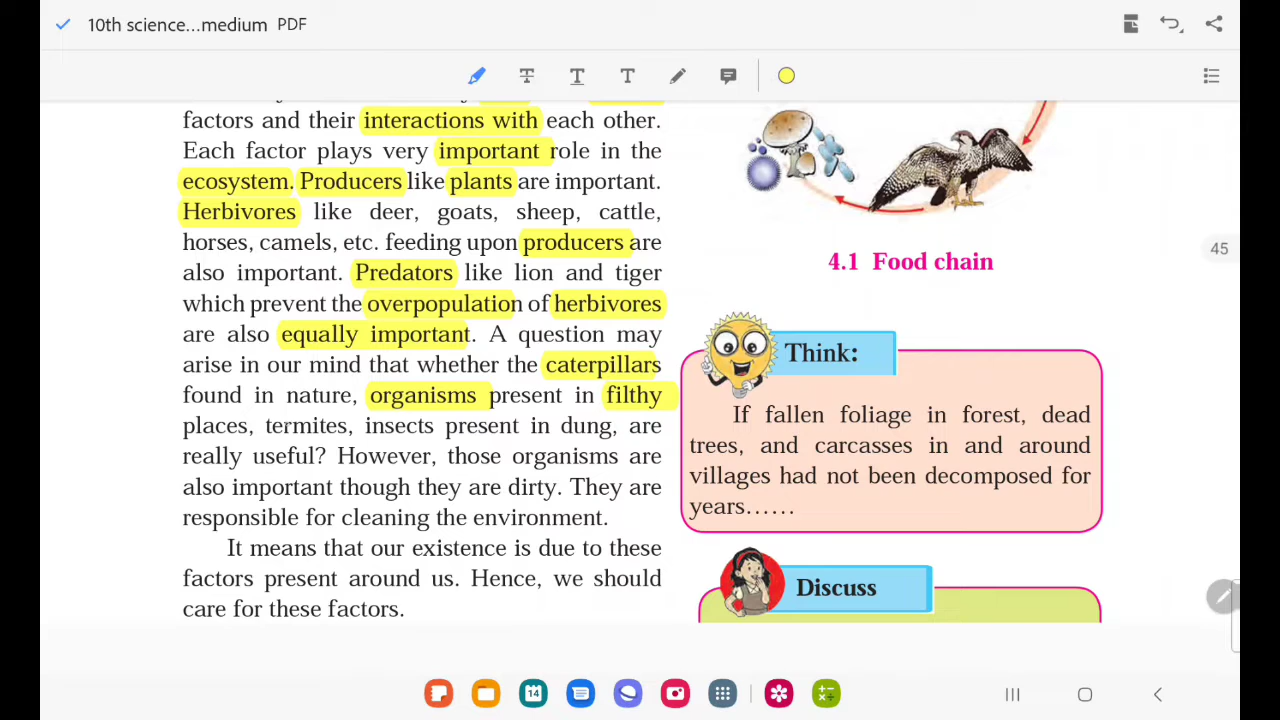 10th science...medium PDF
factors and their interactions with each other.
Each factor plays very important role in the
ecosystem. Producers like plants are important.
Herbivores like deer, goats, sheep, cattle,
horses, camels, etc. feeding upon producers are
also important. Predators like lion and tiger
which prevent the overpopulation of herbivores
are also equally important. A question may
arise in our mind that whether the caterpillars
found in nature, organisms present in filthy
places, termites, insects present in dung, are
really useful? However, those organisms are
also important though they are dirty. They are
responsible for cleaning the environment.
It means that our existence is due to these
factors present around us. Hence, we should
care for these factors.
4.1 Food chain
45
Think:
If fallen foliage in forest, dead
trees, and carcasses in and around
villages had not been decomposed for
years......
Discuss
14